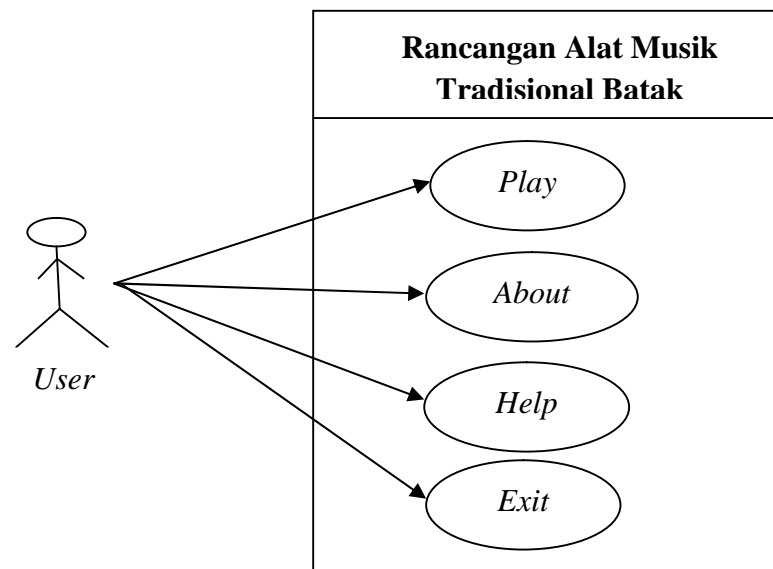 Rancangan Alat Musik
Tradisional Batak
Play
About
Help
User
Exit